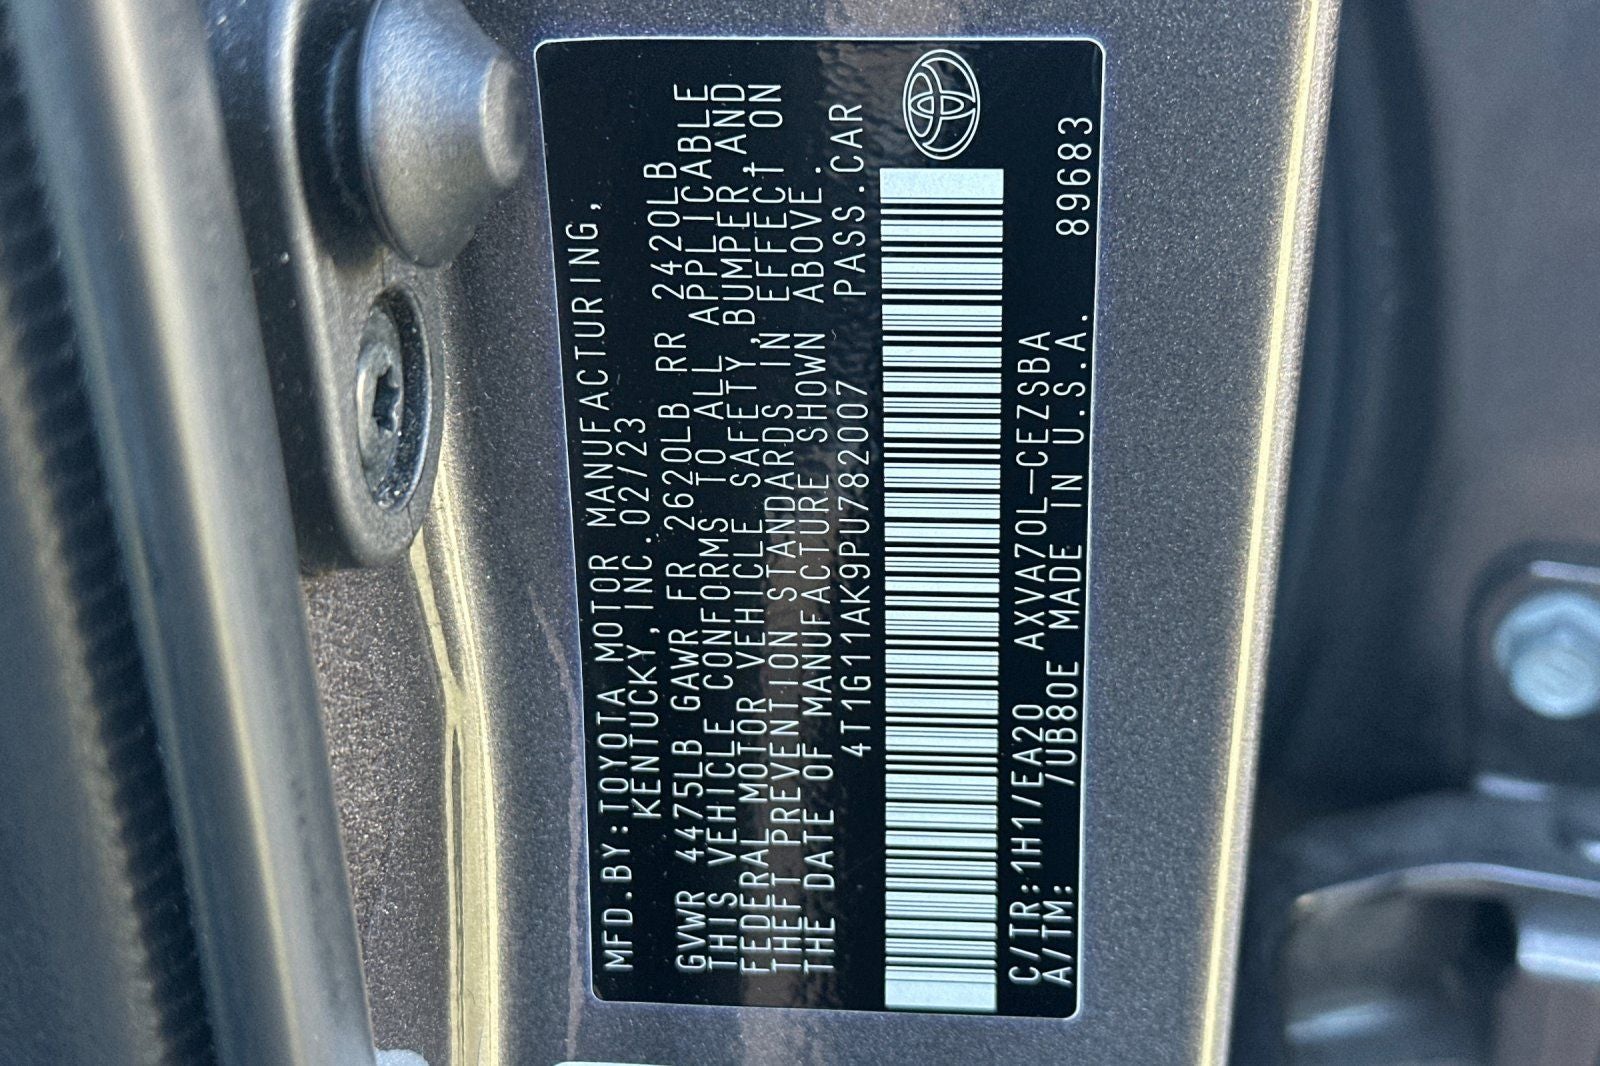 MFD.BY:TOYOTA MOTOR MANUFACTURING,
KENTUCKY,INC.02/23
GVWR 4475LB GAWR FR 2620LB RR 2420LB
THIS VEHICLE CONFORMS TO ALL APPLICABLE
FEDERAL MOTOR VEHICLE SAFETY,BUMPER,AND
THEFT PREVENTION STANDARDS IN EFFECT ON
THE DATE OF MANUFACTURE SHOWN ABOVE.
4T1G11AK9PU782007 PASS.CAR
C/TR:1H1/EA20 AXVA70L-CEZSBA
A/TM: /UB80E MADE IN U.S.A. 89683